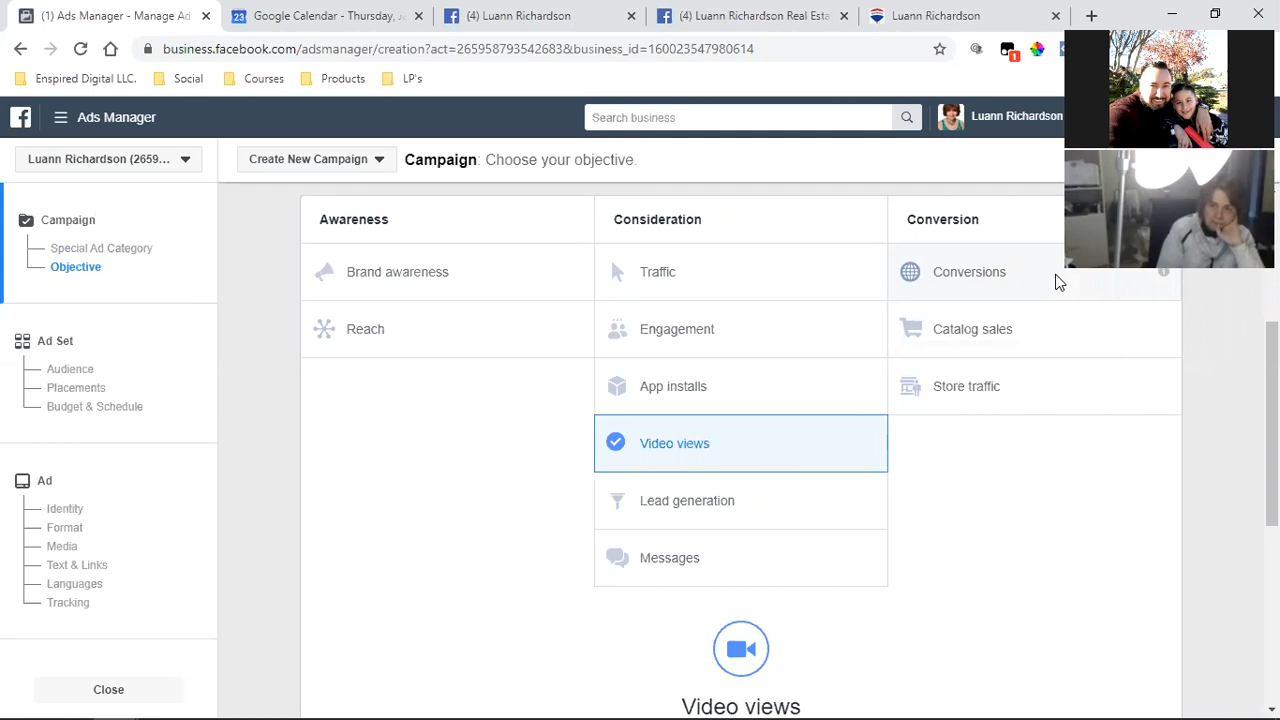 (1) Ads Manager - Manage Ad
Google Calendar - Thursday, J
(4) Luann Richardson
(4) Luann Richardson Real Esta
Luann Richardson
business.facebook.com/adsmanager/creation?act=265958793542683&business_id=160023547980614
1
Enspired Digital LLC.
Social
Courses
Products
LP's
Ads Manager
Search business
Luann Richardson
Luann Richardson (2659...
Create New Campaign
Campaign: Choose your objective.
Campaign
Special Ad Category
Objective
Ad Set
Audience
Placements
Budget & Schedule
Ad
Identity
Format
Media
Text & Links
Languages
Tracking
Close
Awareness
Consideration
Conversion
Brand awareness
Traffic
Conversions
Reach
Engagement
Catalog sales
App installs
Store traffic
Video views
Lead generation
Messages
Video views